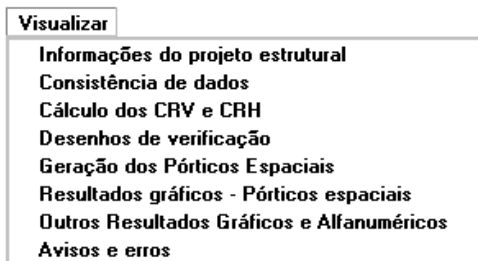 Visualizar
Informações do projeto estrutural
Consistência de dados
Cálculo dos CRV e CRH
Desenhos de verificação
Geração dos Pórticos Espaciais
Resultados gráficos - Pórticos espaciais
Outros Resultados Gráficos e Alfanuméricos
Avisos e erros